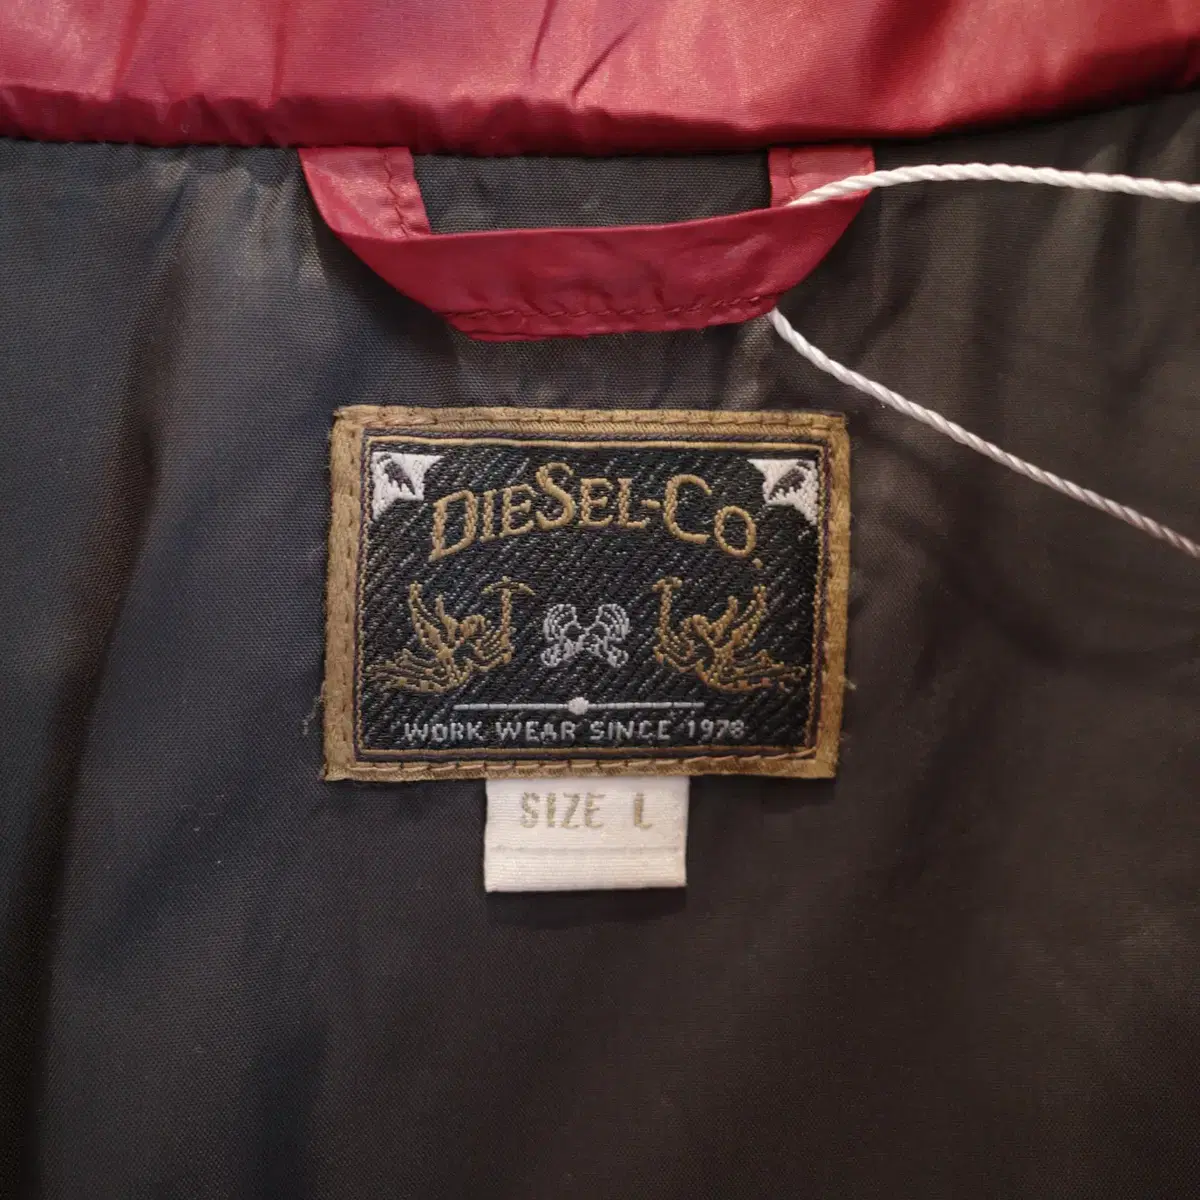 DIESEL-CO.
WORK WEAR SINCE 1978
SIZE L